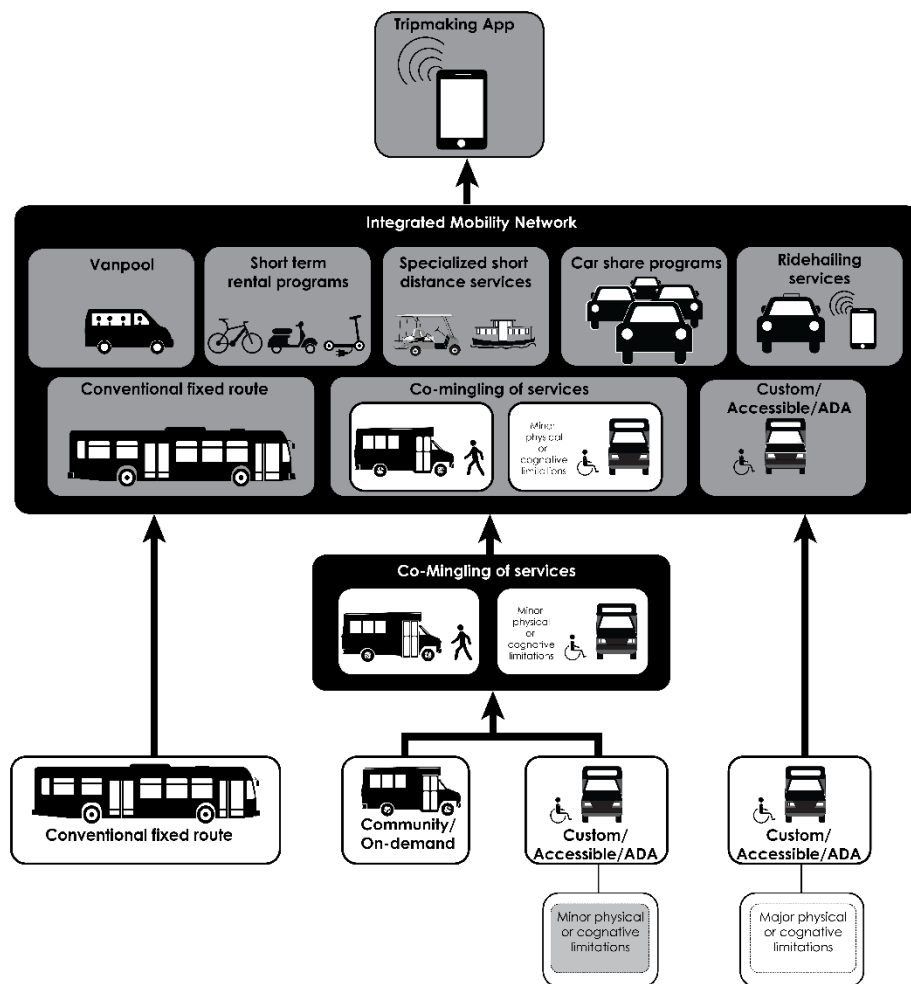 Tripmaking App
Integrated Mobility Network
Vanpool
Short term
rental programs
Specialized short
distance services
Car share programs
Ridehailing
services
Conventional fixed route
Co-mingling of services
Minor
physical
or
cognative
limitations
Custom/
Accessible/ADA
Co-Mingling of services
Minor
physical
or
cognative
limitations
Conventional fixed route
Community/
On-demand
Custom/
Accessible/ADA
Custom/
Accessible/ADA
Minor physical
or cognative
limitations
Major physical
or cognative
limitations